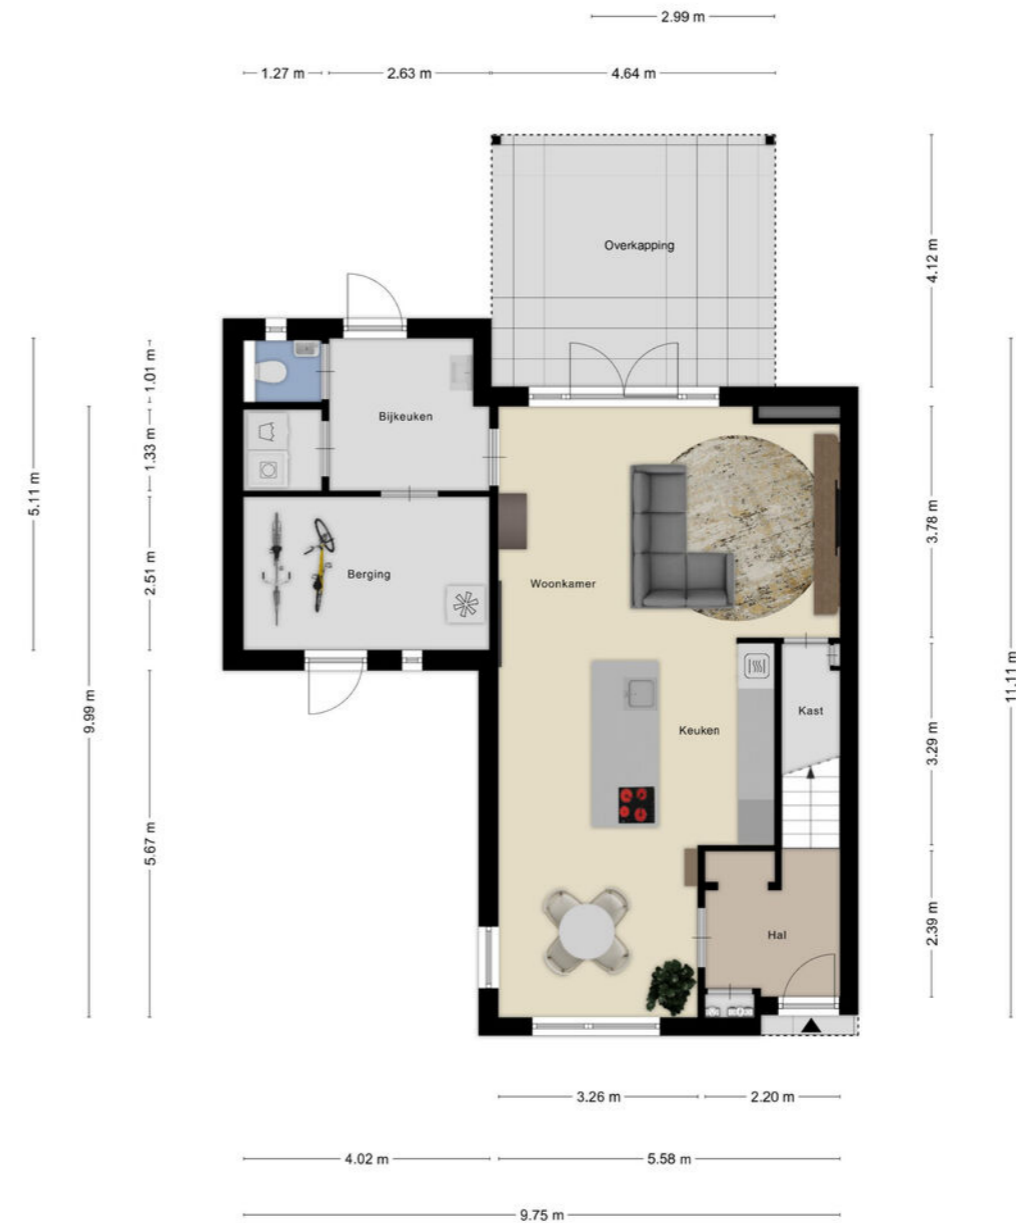 2.99 m
1.27 m
2.63 m
4.64 m
Overkapping
4.12 m
1.01 m
Bijkeuken
1.33 m
5.11 m
3.78 m
2.51 m
Berging
Woonkamer
11.11 m
9.99 m
Kast
Keuken
3.29 m
5.67 m
2.39 m
Hal
3.26 m
2.20 m
4.02 m
5.58 m
9.75 m